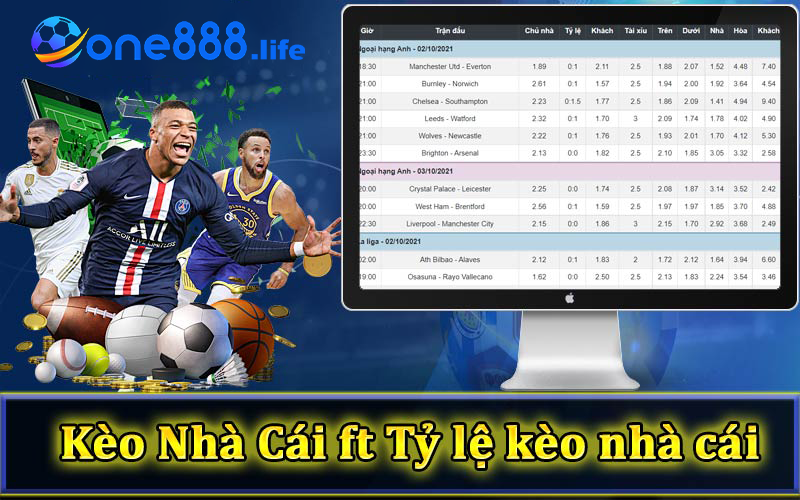 one888.life
Giờ Trận đấu Chủ nhà Tỷ lệ Khách Tài xỉu Trên Dưới Nhà Hòa Khách
Ngoại hạng Anh - 02/10/2021
18:30 Manchester Utd - Everton 1.89 0:1 2.11 2.5 1.88 2.07 1.52 4.48 7.40
21:00 Burnley - Norwich 2.61 0:1 1.57 2.5 1.94 2.00 1.92 3.64 4.54
21:00 Chelsea - Southampton 2.23 0:1.5 1.77 2.5 1.86 2.09 1.41 4.94 9.40
21:00 Leeds - Watford 2.32 0:1 1.70 3 2.09 1.74 1.78 4.02 4.90
21:00 Wolves - Newcastle 2.22 0:1 1.76 2.5 1.93 2.01 1.70 4.12 5.30
23:30 Brighton - Arsenal 2.13 0:0 1.82 2.5 2.10 1.85 3.05 3.32 2.58
Ngoại hạng Anh - 03/10/2021
20:00 Crystal Palace - Leicester 2.25 0:0 1.74 2.5 2.08 1.87 3.14 3.52 2.42
20:00 West Ham - Brentford 2.56 0:1 1.59 2.5 1.97 1.97 1.85 3.70 4.88
22:30 Liverpool - Manchester City 2.15 0:0 1.86 3 2.15 1.70 2.92 3.68 2.49
La liga - 02/10/2021
02:00 Ath Bilbao - Alaves 2.12 0:1 1.83 2 1.72 2.12 1.64 3.94 6.60
19:00 Osasuna - Rayo Vallecano 1.62 0:0 2.50 2.5 2.13 1.83 2.24 3.54 3.46
ALL
ACCOR LIVE LIMITLESS
30
Kèo Nhà Cái ft Tỷ lệ kèo nhà cái